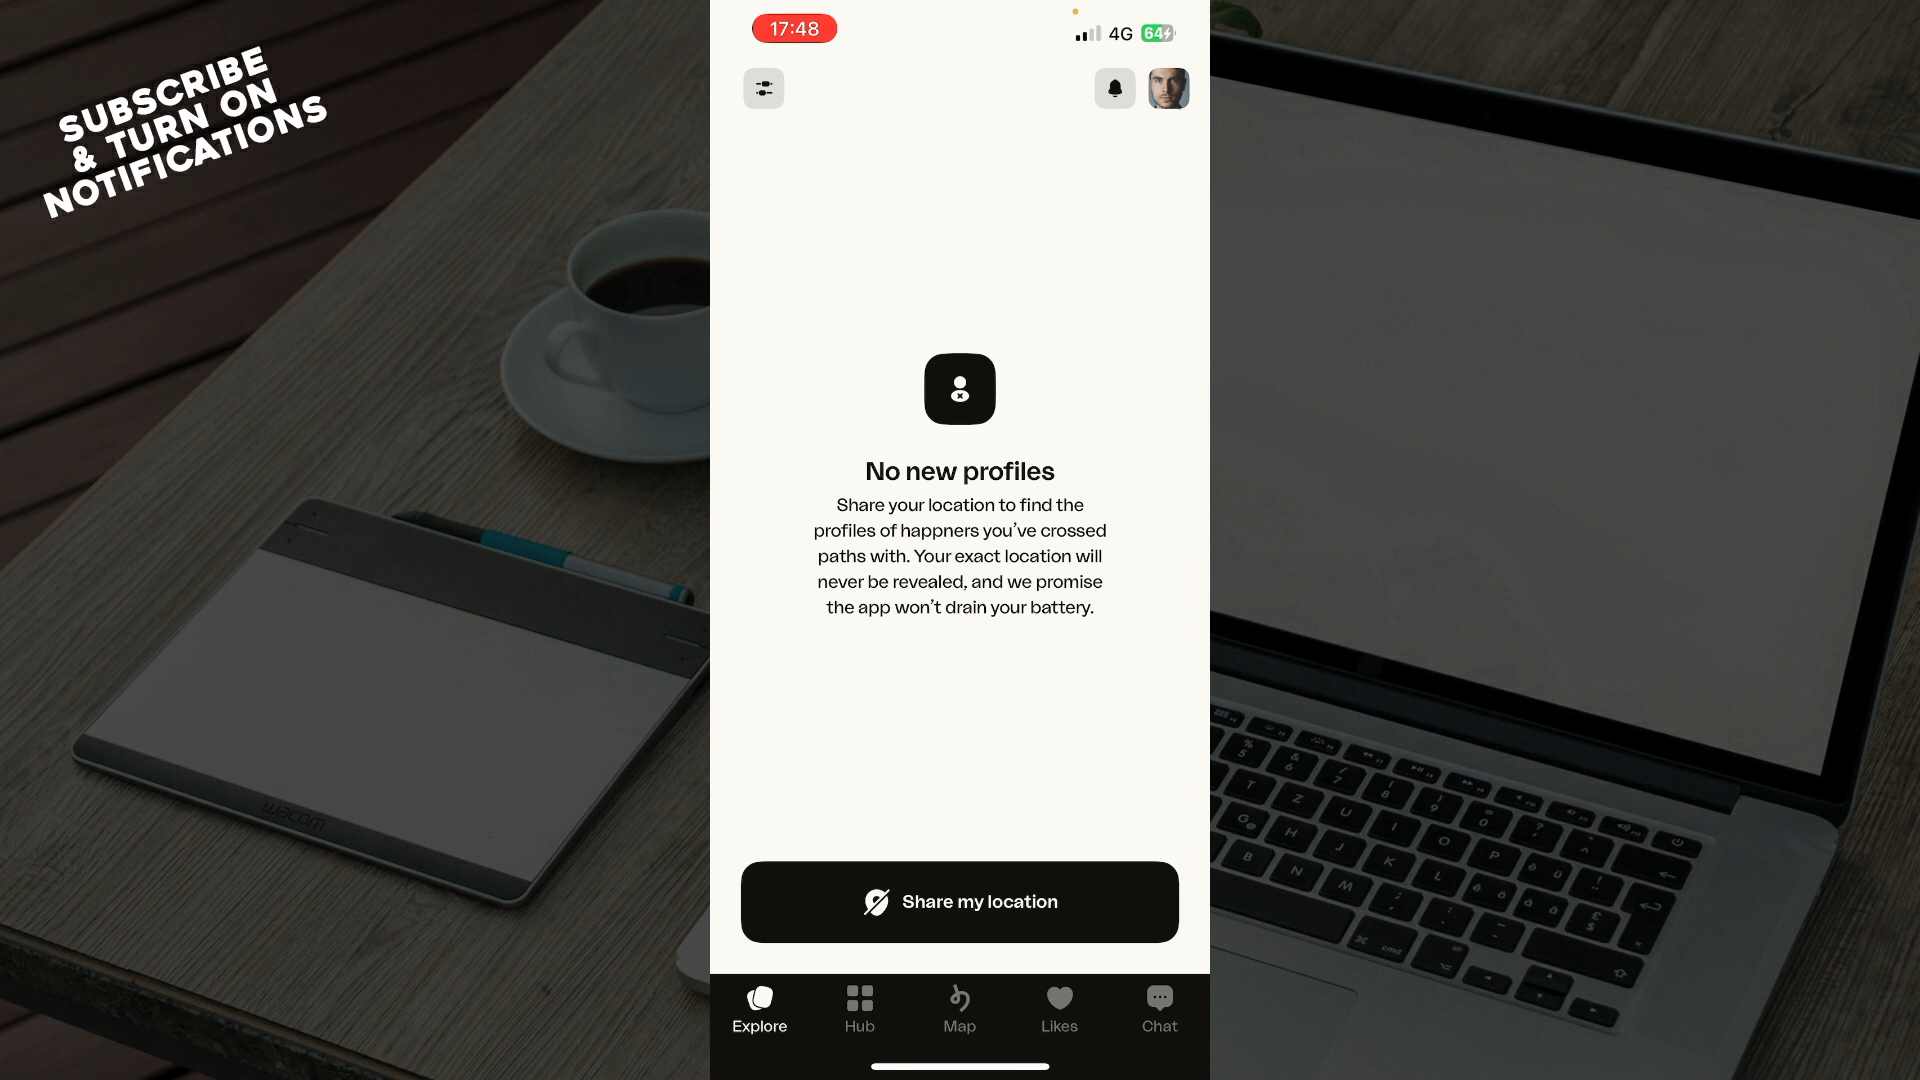 SUBSCRIBE
& TURN ON
NOTIFICATIONS
17:48
4G
64
No new profiles
Share your location to find the
profiles of happners you've crossed
paths with. Your exact location will
never be revealed, and we promise
the app won't drain your battery.
Share my location
Explore
Hub
Map
Likes
Chat
wacom